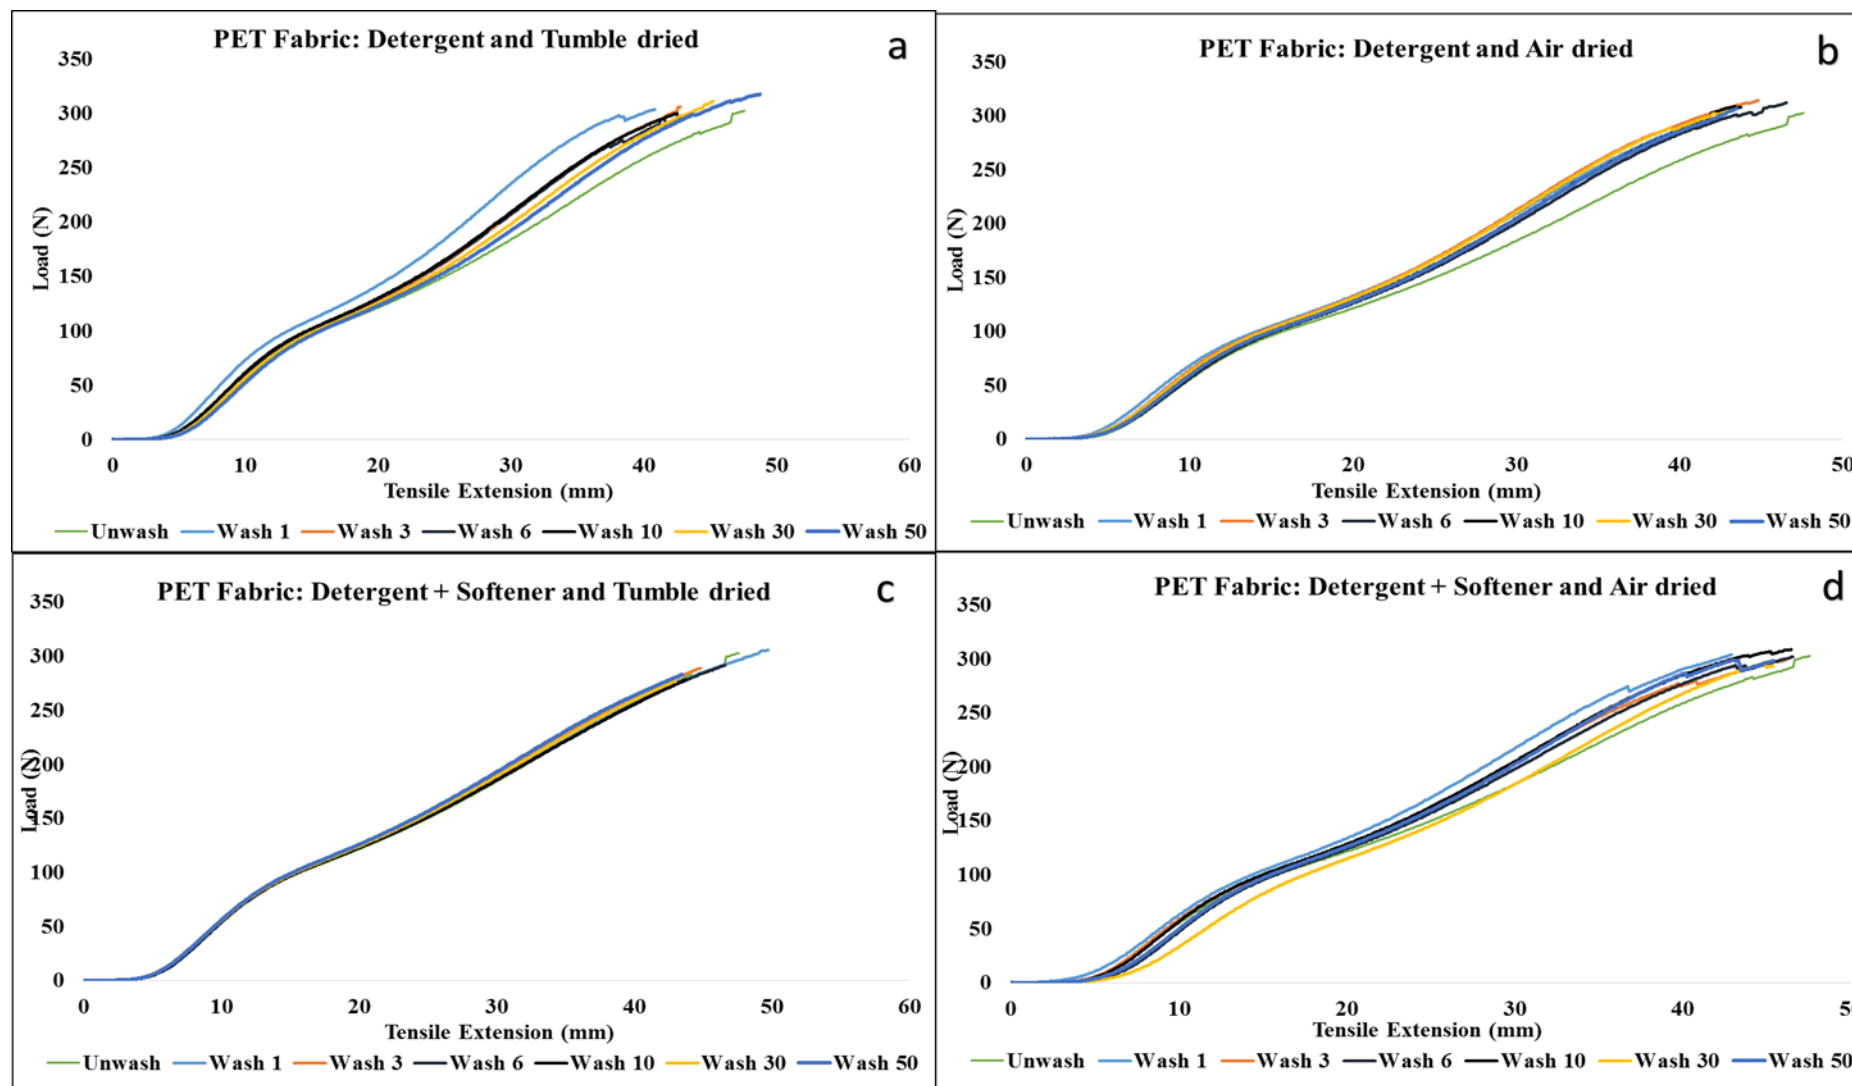 PET Fabric: Detergent and Tumble dried
a
350
300
250
200
150
100
50
0
Load (N)
0 10 20 30 40 50 60
Tensile Extension (mm)
Unwash Wash 1 Wash 3 Wash 6 Wash 10 Wash 30 Wash 50
PET Fabric: Detergent and Air dried
b
350
300
250
200
150
100
50
0
Load (N)
0 10 20 30 40 50
Tensile Extension (mm)
Unwash Wash 1 Wash 3 Wash 6 Wash 10 Wash 30 Wash 50
PET Fabric: Detergent + Softener and Tumble dried
c
350
300
250
200
150
100
50
0
Load (N)
0 10 20 30 40 50 60
Tensile Extension (mm)
Unwash Wash 1 Wash 3 Wash 6 Wash 10 Wash 30 Wash 50
PET Fabric: Detergent + Softener and Air dried
d
350
300
250
200
150
100
50
0
Load (N)
0 10 20 30 40 50
Tensile Extension (mm)
Unwash Wash 1 Wash 3 Wash 6 Wash 10 Wash 30 Wash 50